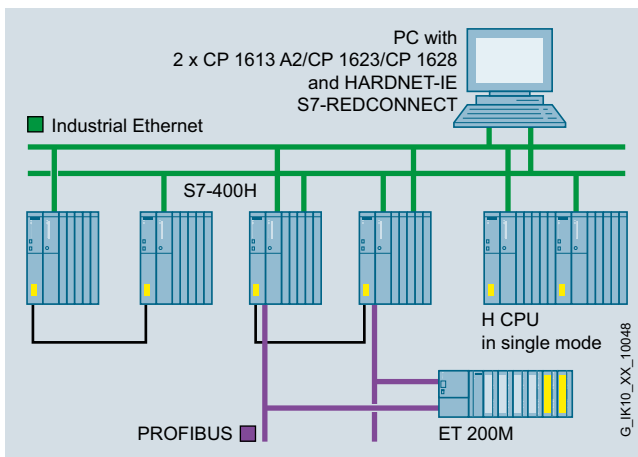 PC with
2 x CP 1613 A2/CP 1623/CP 1628
and HARDNET-IE
S7-REDCONNECT
Industrial Ethernet
S7-400H
H CPU
in single mode
PROFIBUS
ET 200M
G_IK10_XX_10048